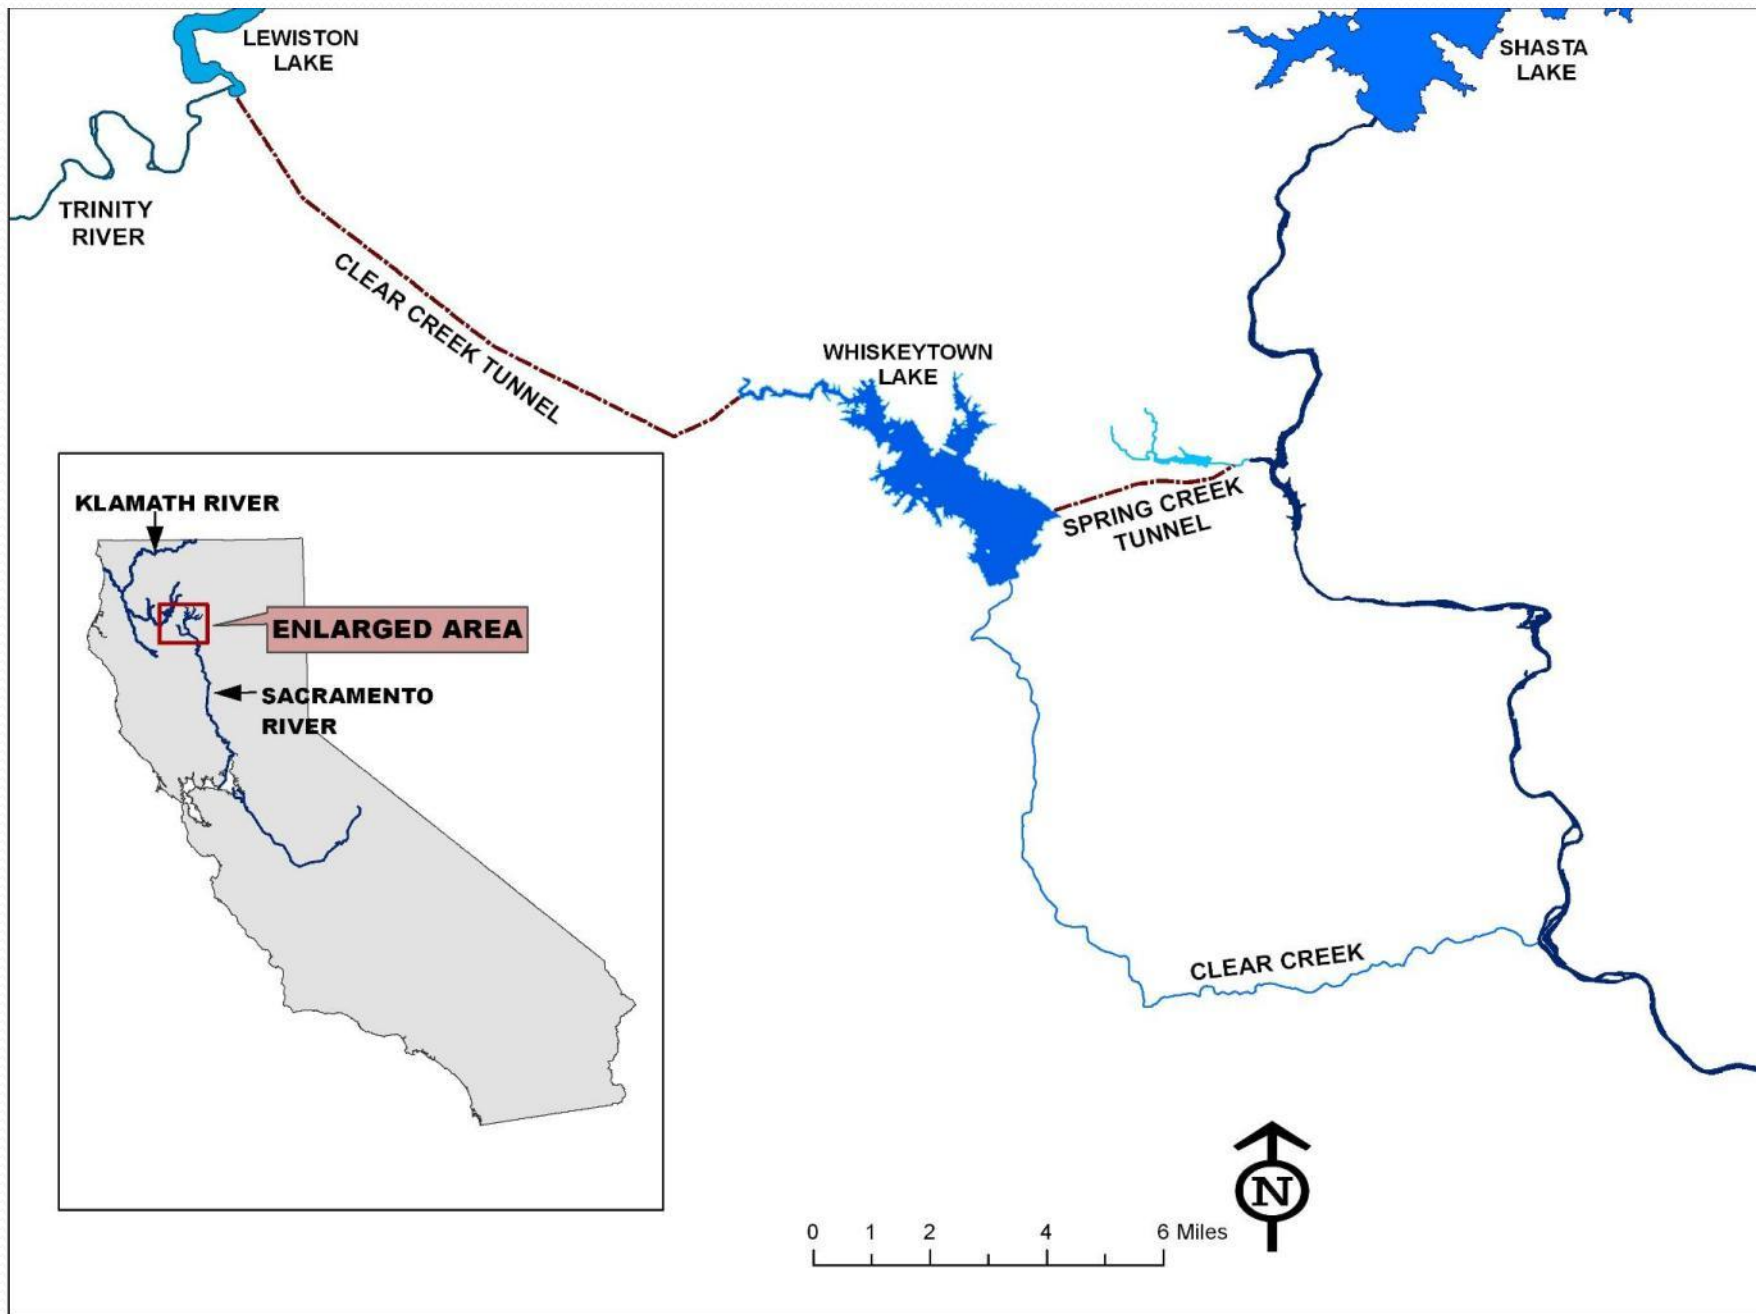 LEWISTON
LAKE
SHASTA
LAKE
TRINITY
RIVER
CLEAR CREEK TUNNEL
WHISKEYTOWN
LAKE
SPRING CREEK
TUNNEL
KLAMATH RIVER
ENLARGED AREA
SACRAMENTO
RIVER
CLEAR CREEK
N
0 1 2 4 6 Miles